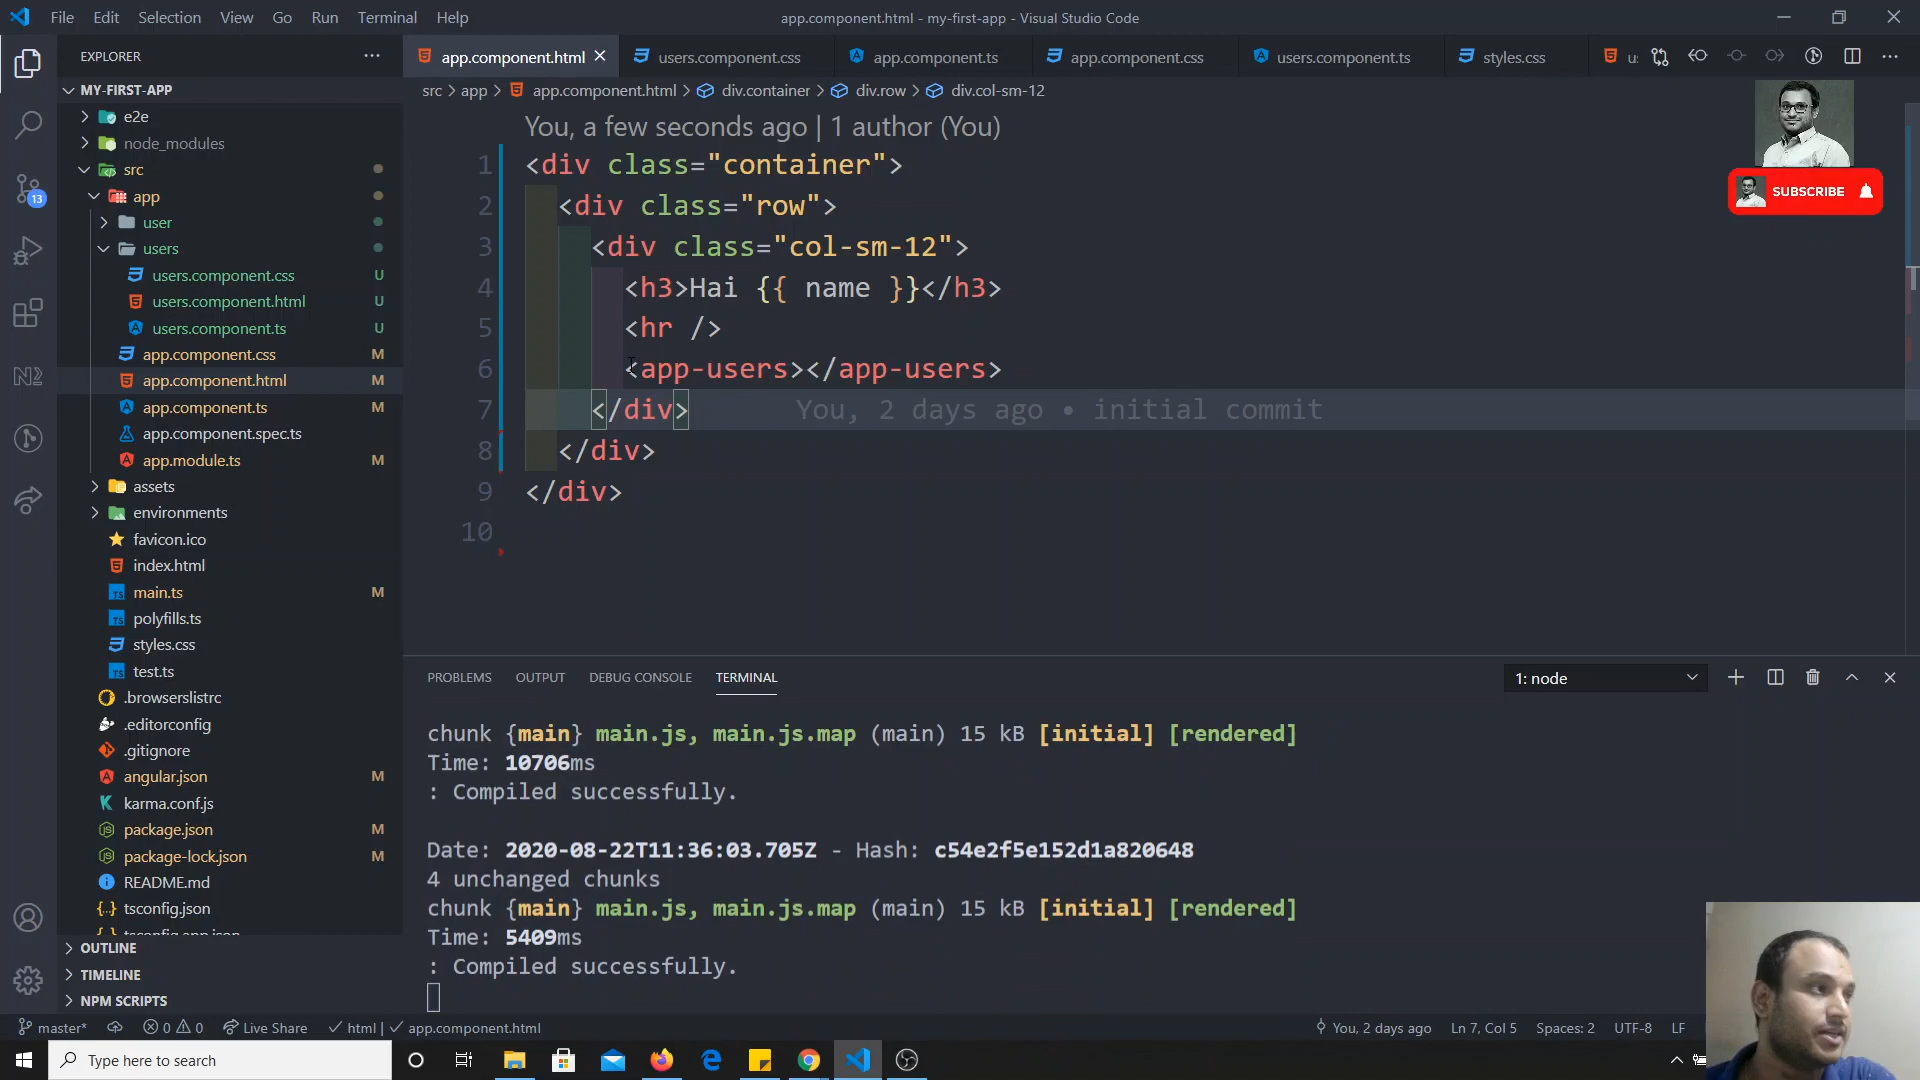 File Edit Selection View Go Run Terminal Help
app.component.html - my-first-app - Visual Studio Code
EXPLORER
app.component.html
users.component.css
app.component.ts
app.component.css
users.component.ts
styles.css
MY-FIRST-APP
e2e
node_modules
src
app
user
users
users.component.css U
users.component.html U
users.component.ts U
app.component.css M
app.component.html M
app.component.ts M
app.component.spec.ts
app.module.ts M
assets
environments
favicon.ico
index.html
main.ts M
polyfills.ts
styles.css
test.ts
.browserslistrc
.editorconfig
.gitignore
angular.json M
karma.conf.js
package.json M
package-lock.json M
README.md
tsconfig.json
tsconfig.app.json
OUTLINE
TIMELINE
NPM SCRIPTS
13
src > app > app.component.html > div.container > div.row > div.col-sm-12
You, a few seconds ago | 1 author (You)
1 <div class="container">
2 <div class="row">
3 <div class="col-sm-12">
4 <h3>Hai {{ name }}</h3>
5 <hr />
6 <app-users></app-users>
7 </div> You, 2 days ago • initial commit
8 </div>
9 </div>
10
SUBSCRIBE
PROBLEMS OUTPUT DEBUG CONSOLE TERMINAL
1: node
chunk {main} main.js, main.js.map (main) 15 kB [initial] [rendered]
Time: 10706ms
: Compiled successfully.
Date: 2020-08-22T11:36:03.705Z - Hash: c54e2f5e152d1a820648
4 unchanged chunks
chunk {main} main.js, main.js.map (main) 15 kB [initial] [rendered]
Time: 5409ms
: Compiled successfully.
master* 0 0 Live Share html | app.component.html
You, 2 days ago Ln 7, Col 5 Spaces: 2 UTF-8 LF
Type here to search